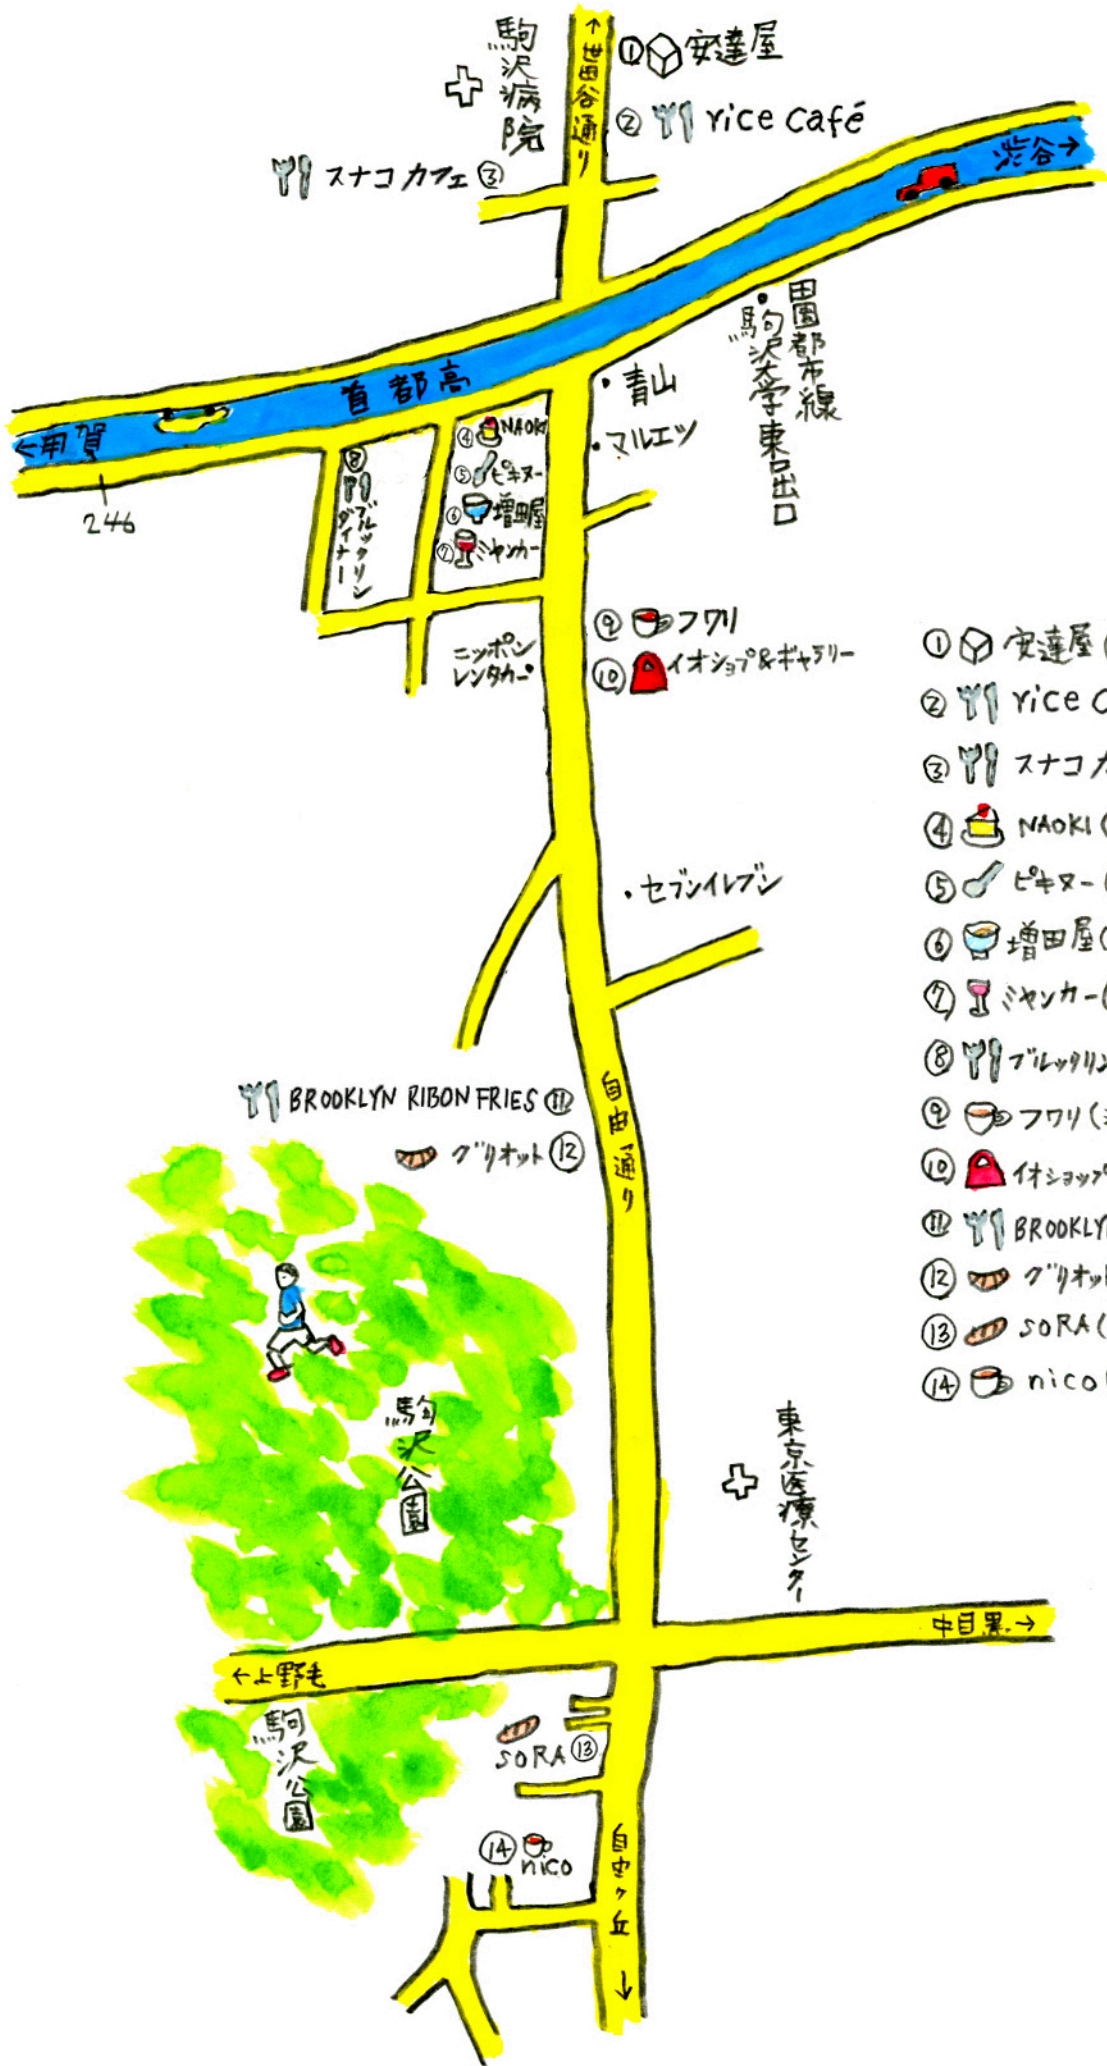 駒沢病院
↑世田谷通り
① 安達屋
② rice café
スナコ カフェ ③
渋谷→
首都高
←用賀
246
田園都市線
駒沢大学東口出口
・青山
・マルエツ
④ NAOKI
⑤ ピキヌー
⑥ 増田屋
⑦ ミャンカー
⑧ ブルックリン
ダイナー
ニッポン
レンタカー
⑨ フワリ
⑩ イオショップ&ギャラリー
・セブンイレブン
BROOKLYN RIBON FRIES ⑪
グリオット ⑫
自由通り
駒沢公園
東京医療センター
中目黒→
←上野毛
駒沢公園
SORA ⑬
⑭ nico
自由ヶ丘↓
① 安達屋(
② rice c
③ スナコ カ
④ NAOKI (
⑤ ピキヌー(
⑥ 増田屋(
⑦ ミャンカー(
⑧ ブルックリン
⑨ フワリ(
⑩ イオショップ
⑪ BROOKLYN
⑫ グリオット
⑬ SORA (
⑭ nico(